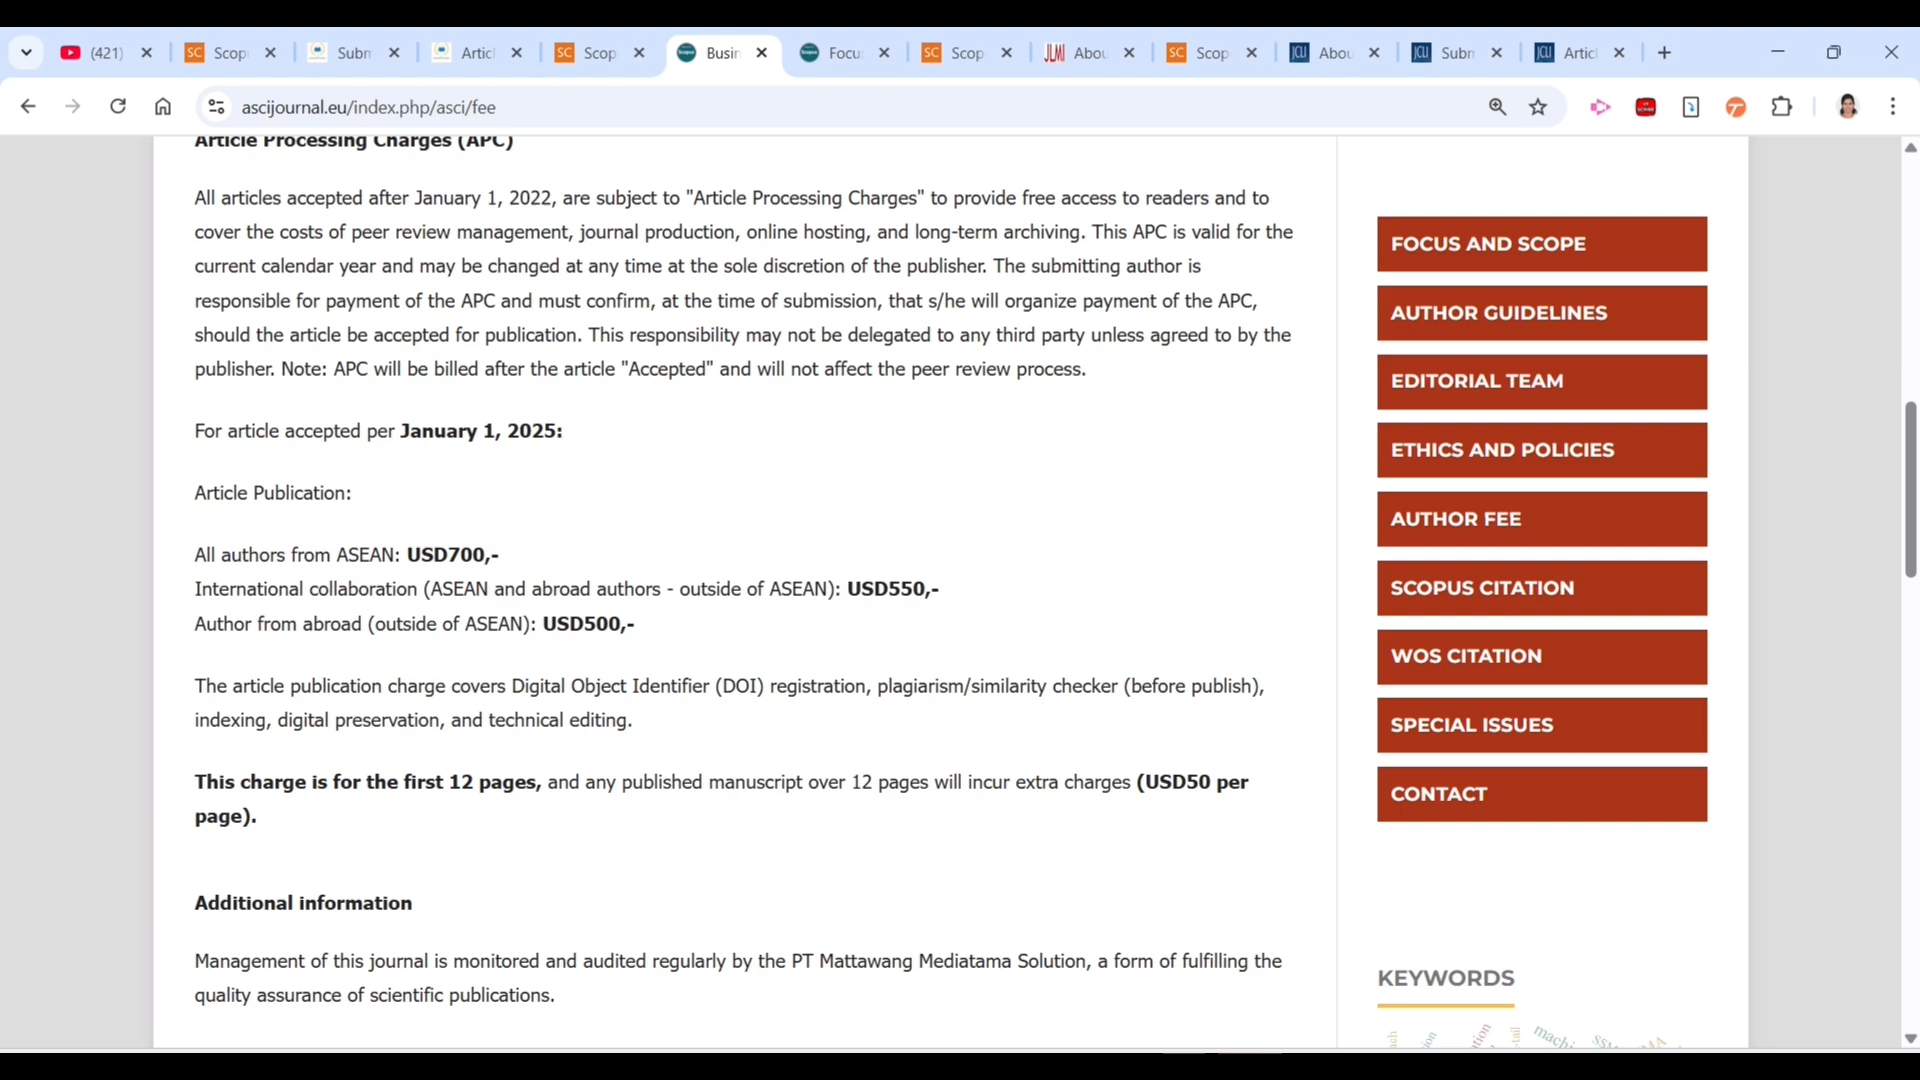 (421)
Scop
Subm
Artic
Scop
Busin
Focu
Scop
Abou
Scop
Abou
Subm
Artic
ascijournal.eu/index.php/asci/fee
Article Processing Charges (APC)
All articles accepted after January 1, 2022, are subject to "Article Processing Charges" to provide free access to readers and to
cover the costs of peer review management, journal production, online hosting, and long-term archiving. This APC is valid for the
current calendar year and may be changed at any time at the sole discretion of the publisher. The submitting author is
responsible for payment of the APC and must confirm, at the time of submission, that s/he will organize payment of the APC,
should the article be accepted for publication. This responsibility may not be delegated to any third party unless agreed to by the
publisher. Note: APC will be billed after the article "Accepted" and will not affect the peer review process.
For article accepted per January 1, 2025:
Article Publication:
All authors from ASEAN: USD700,-
International collaboration (ASEAN and abroad authors - outside of ASEAN): USD550,-
Author from abroad (outside of ASEAN): USD500,-
The article publication charge covers Digital Object Identifier (DOI) registration, plagiarism/similarity checker (before publish),
indexing, digital preservation, and technical editing.
This charge is for the first 12 pages, and any published manuscript over 12 pages will incur extra charges (USD50 per
page).
Additional information
Management of this journal is monitored and audited regularly by the PT Mattawang Mediatama Solution, a form of fulfilling the
quality assurance of scientific publications.
FOCUS AND SCOPE
AUTHOR GUIDELINES
EDITORIAL TEAM
ETHICS AND POLICIES
AUTHOR FEE
SCOPUS CITATION
WOS CITATION
SPECIAL ISSUES
CONTACT
KEYWORDS